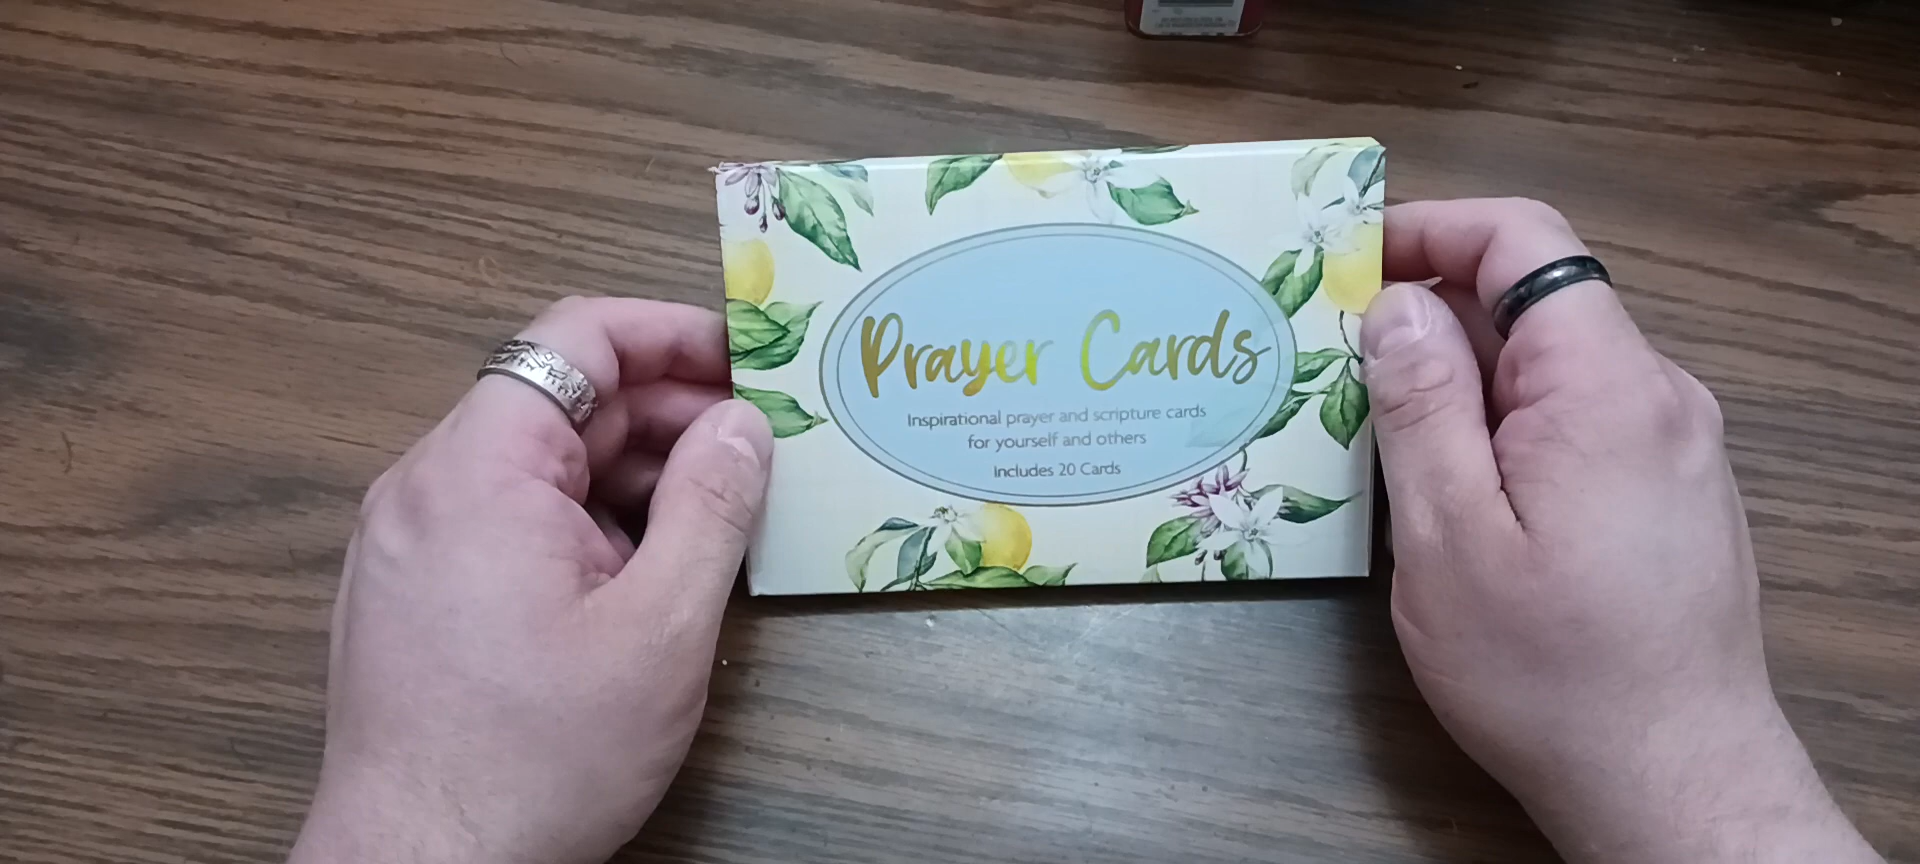 Prayer Cards
Inspirational prayer and scripture cards
for yourself and others
Includes 20 Cards